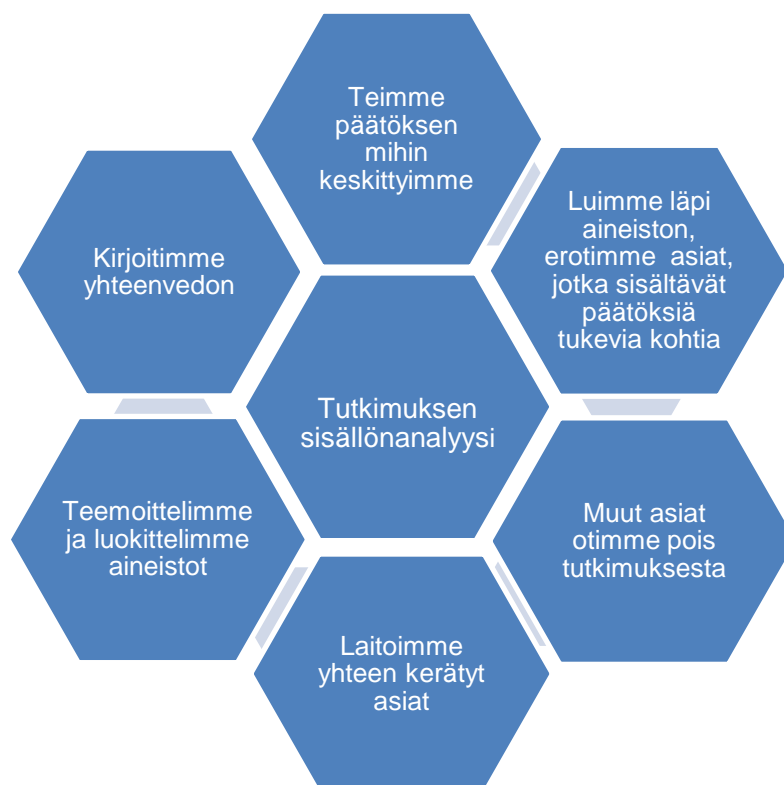 Teimme
päätöksen
mihin
keskittyimme
Luimme läpi
aineiston,
erotimme asiat,
jotka sisältävät
päätöksiä
tukevia kohtia
Muut asiat
otimme pois
tutkimuksesta
Laitoimme
yhteen kerätyt
asiat
Teemoittelimme
ja luokittelimme
aineistot
Kirjoitimme
yhteenvedon
Tutkimuksen
sisällönanalyysi